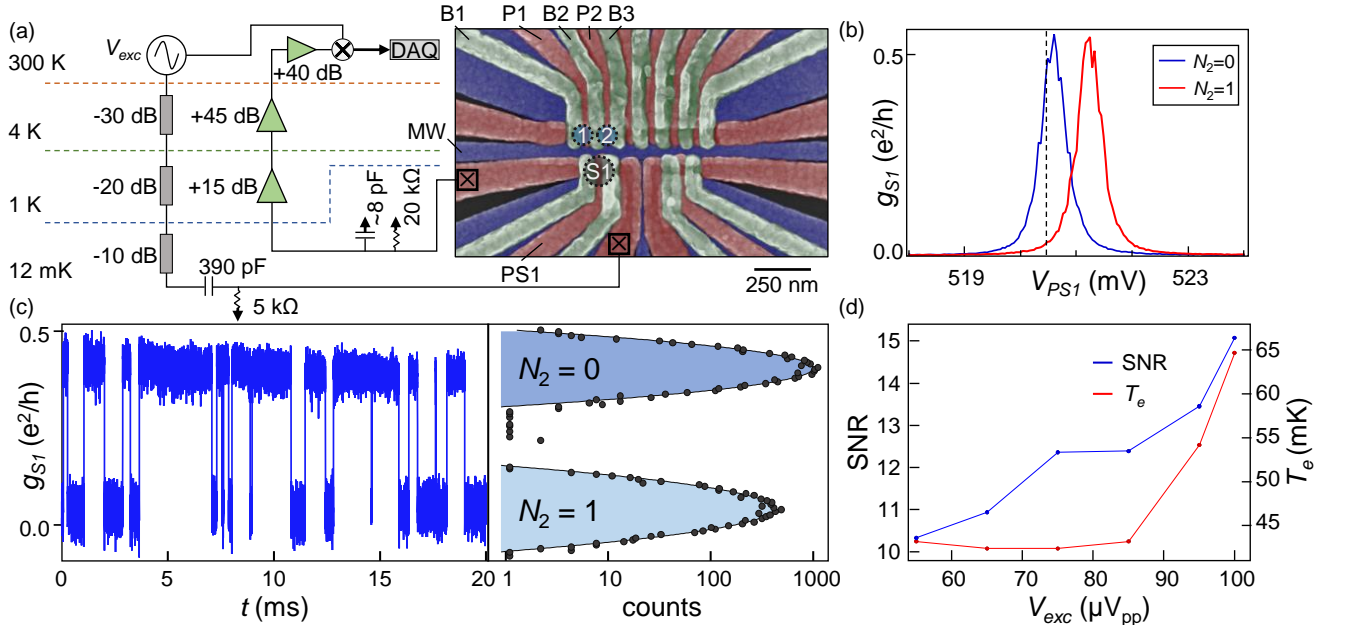 (a)
V_exc
300 K
+40 dB
DAQ
-30 dB
+45 dB
4 K
-20 dB
+15 dB
1 K
~8 pF
20 kΩ
-10 dB
12 mK
390 pF
5 kΩ
B1
P1
B2
P2
B3
MW
1
2
S1
PS1
250 nm
(b)
0.5
0.0
g_S1 (e²/h)
N₂=0
N₂=1
519
523
V_PS1 (mV)
(c)
0.5
0.0
g_S1 (e²/h)
0
5
10
15
20
t (ms)
N₂ = 0
N₂ = 1
1
10
100
1000
counts
(d)
15
14
13
12
11
10
SNR
SNR
T_e
65
60
55
50
45
T_e (mK)
60
70
80
90
100
V_exc (µV_pp)